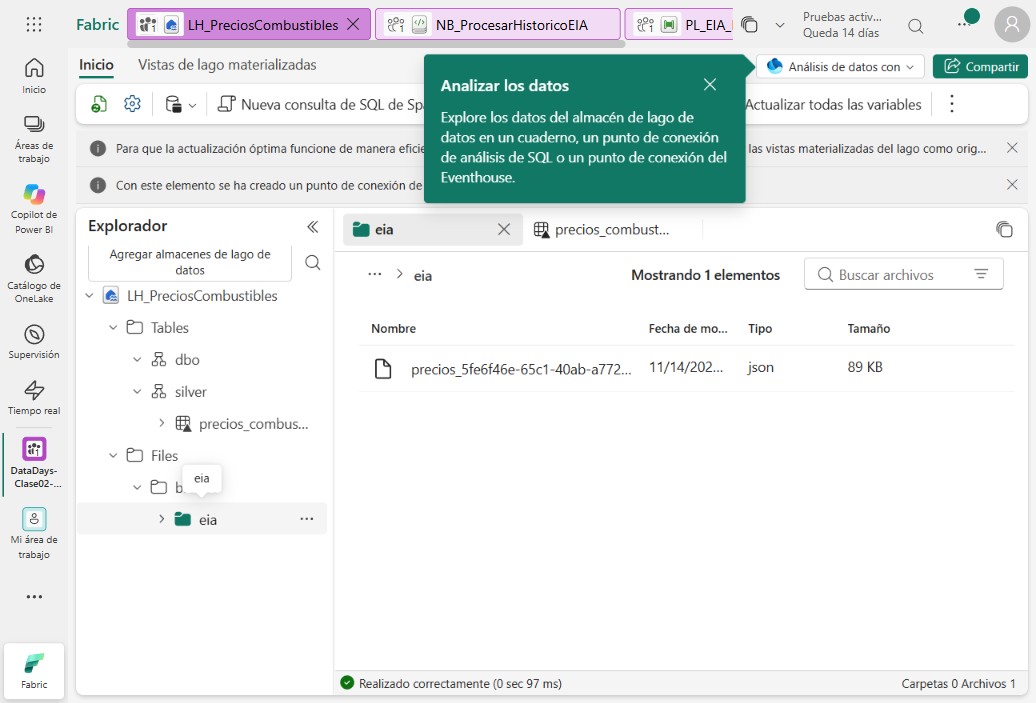 Fabric
LH_PreciosCombustibles
NB_ProcesarHistoricoEIA
PL_EIA_
Pruebas activ...
Queda 14 días
Inicio
Vistas de lago materializadas
Análisis de datos con
Compartir
Nueva consulta de SQL de Sp
Actualizar todas las variables
Analizar los datos
Explore los datos del almacén de lago de
datos en un cuaderno, un punto de conexión
de análisis de SQL o un punto de conexión del
Eventhouse.
Para que la actualización óptima funcione de manera eficie
las vistas materializadas del lago como orig...
Con este elemento se ha creado un punto de conexión de
Inicio
Áreas de
trabajo
Copilot de
Power BI
Catálogo de
OneLake
Supervisión
Tiempo real
DataDays-
Clase02-...
Mi área de
trabajo
Fabric
Explorador
Agregar almacenes de lago de
datos
LH_PreciosCombustibles
Tables
dbo
silver
precios_combus...
Files
b
eia
eia
eia
precios_combust...
eia
Mostrando 1 elementos
Buscar archivos
Nombre
Fecha de mo...
Tipo
Tamaño
precios_5fe6f46e-65c1-40ab-a772...
11/14/202...
json
89 KB
Realizado correctamente (0 sec 97 ms)
Carpetas 0 Archivos 1